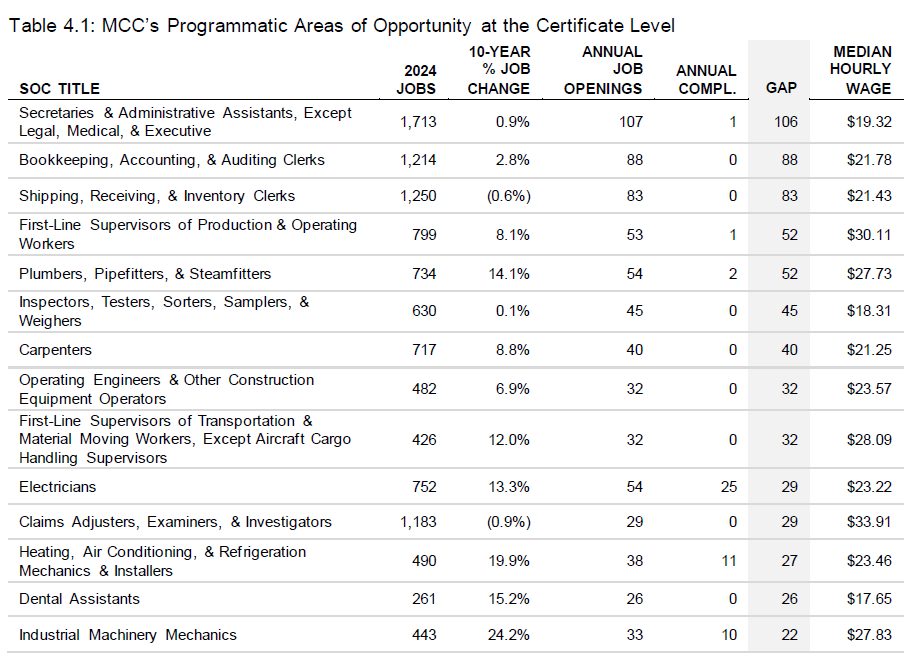 Table 4.1: MCC's Programmatic Areas of Opportunity at the Certificate Level
SOC TITLE 2024 JOBS 10-YEAR % JOB CHANGE ANNUAL JOB OPENINGS ANNUAL COMPL. GAP MEDIAN HOURLY WAGE
Secretaries & Administrative Assistants, Except
Legal, Medical, & Executive 1,713 0.9% 107 1 106 $19.32
Bookkeeping, Accounting, & Auditing Clerks 1,214 2.8% 88 0 88 $21.78
Shipping, Receiving, & Inventory Clerks 1,250 (0.6%) 83 0 83 $21.43
First-Line Supervisors of Production & Operating
Workers 799 8.1% 53 1 52 $30.11
Plumbers, Pipefitters, & Steamfitters 734 14.1% 54 2 52 $27.73
Inspectors, Testers, Sorters, Samplers, &
Weighers 630 0.1% 45 0 45 $18.31
Carpenters 717 8.8% 40 0 40 $21.25
Operating Engineers & Other Construction
Equipment Operators 482 6.9% 32 0 32 $23.57
First-Line Supervisors of Transportation &
Material Moving Workers, Except Aircraft Cargo
Handling Supervisors 426 12.0% 32 0 32 $28.09
Electricians 752 13.3% 54 25 29 $23.22
Claims Adjusters, Examiners, & Investigators 1,183 (0.9%) 29 0 29 $33.91
Heating, Air Conditioning, & Refrigeration
Mechanics & Installers 490 19.9% 38 11 27 $23.46
Dental Assistants 261 15.2% 26 0 26 $17.65
Industrial Machinery Mechanics 443 24.2% 33 10 22 $27.83